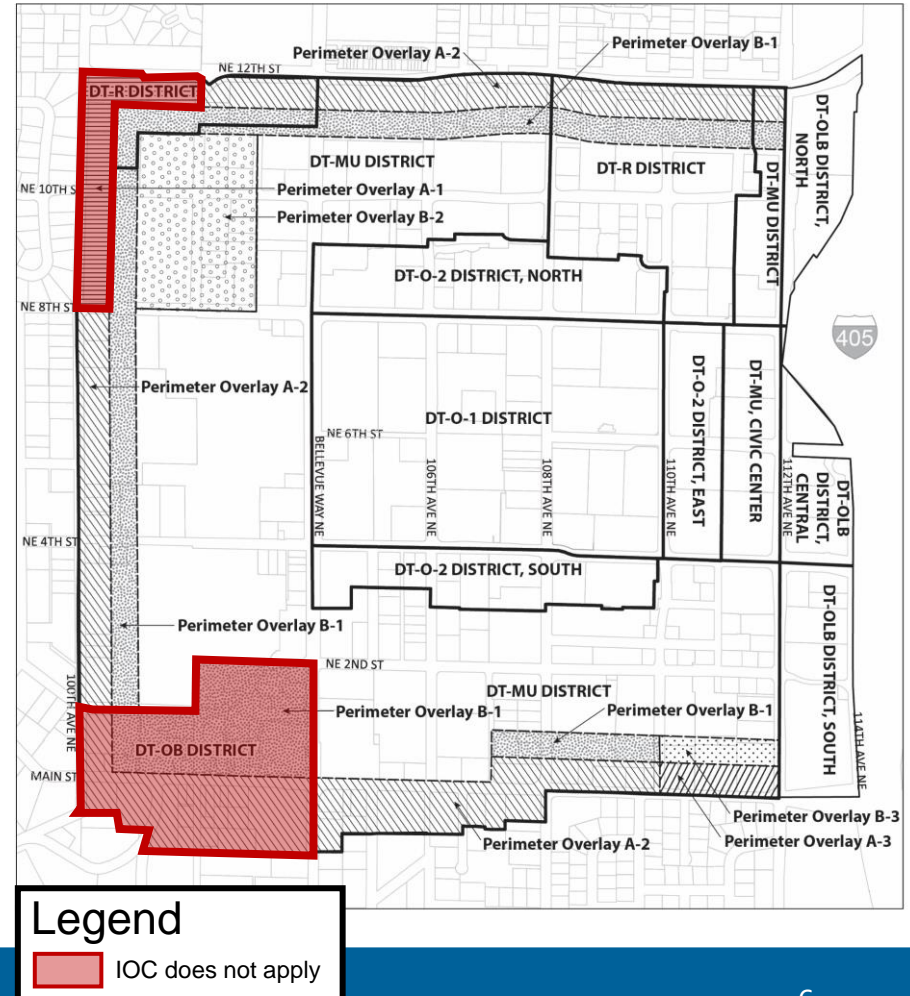 Perimeter Overlay A-2
Perimeter Overlay B-1
NE 12TH ST
DT-R DISTRICT
DT-OLB DISTRICT,
NORTH
DT-MU DISTRICT
DT-R DISTRICT
DT-MU DISTRICT
NE 10TH S
Perimeter Overlay A-1
Perimeter Overlay B-2
DT-O-2 DISTRICT, NORTH
NE 8TH ST
405
Perimeter Overlay A-2
DT-O-1 DISTRICT
DT-O-2
DISTRICT, EAST
DT-MU, CIVIC CENTER
NE 6TH ST
BELLEVUE WAY NE
106TH AVE NE
108TH AVE NE
110TH AVE NE
112TH AVE NE
DT-OLB
DISTRICT,
CENTRAL
NE 4TH ST
DT-O-2 DISTRICT, SOUTH
DT-OLB DISTRICT, SOUTH
Perimeter Overlay B-1
NE 2ND ST
DT-MU DISTRICT
100TH AVE NE
Perimeter Overlay B-1
Perimeter Overlay B-1
114TH AVE NE
DT-OB DISTRICT
MAIN ST
Perimeter Overlay B-3
Perimeter Overlay A-2
Perimeter Overlay A-3
Legend
IOC does not apply